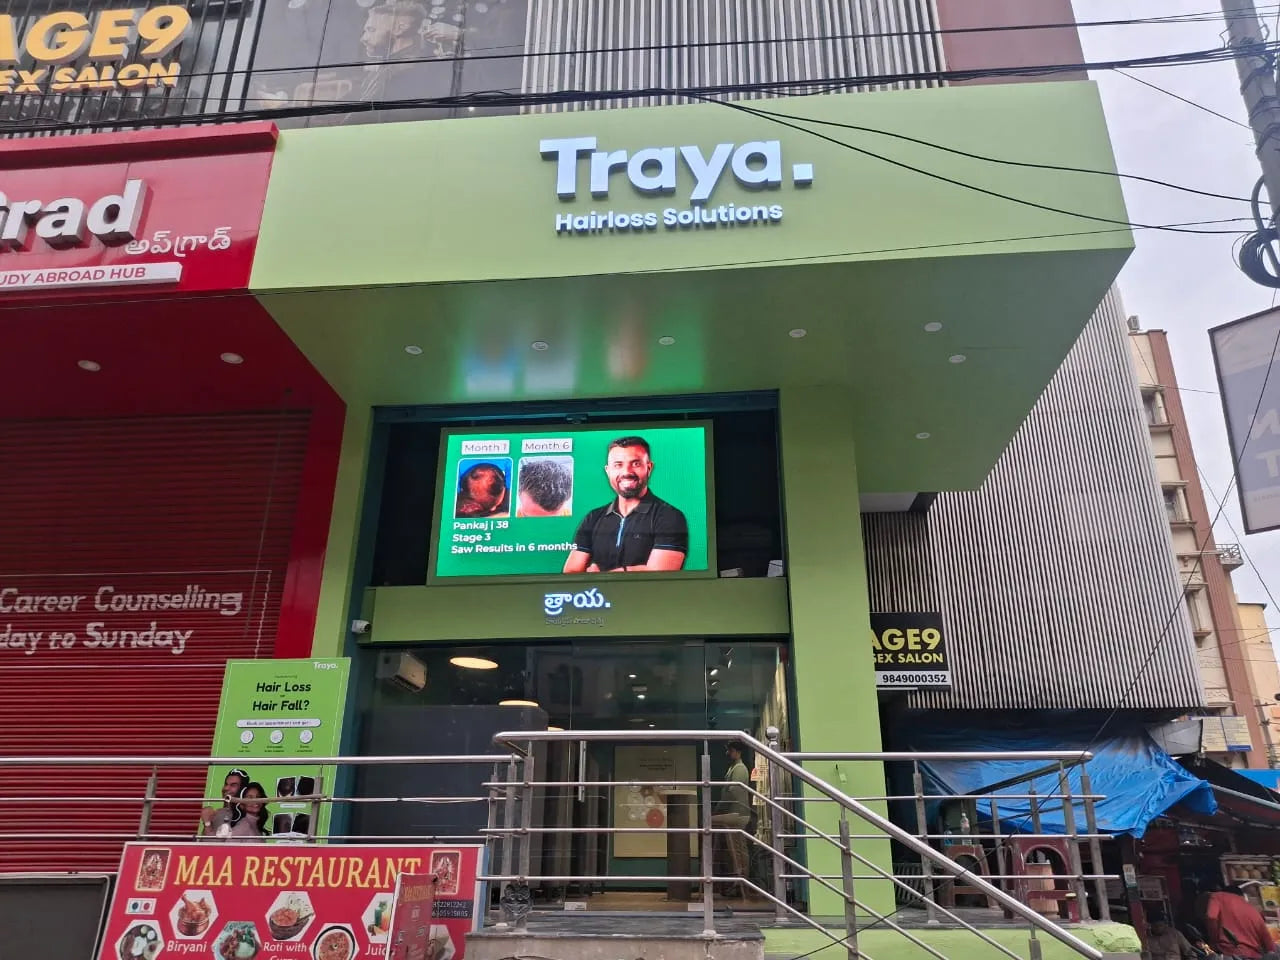 AGE9
EX SALON
Grad
అప్‌గ్రాడ్
UDY ABROAD HUB
Traya.
Hairloss Solutions
Month 1
Month 6
Pankaj | 38
Stage 3
Saw Results in 6 months
త్రాయ.
Career Counselling
day to Sunday
Traya.
Hair Loss
or
Hair Fall?
AGE9
SEX SALON
9849000352
MAA RESTAURANT
Biryani
Roti with
Curry
Juic